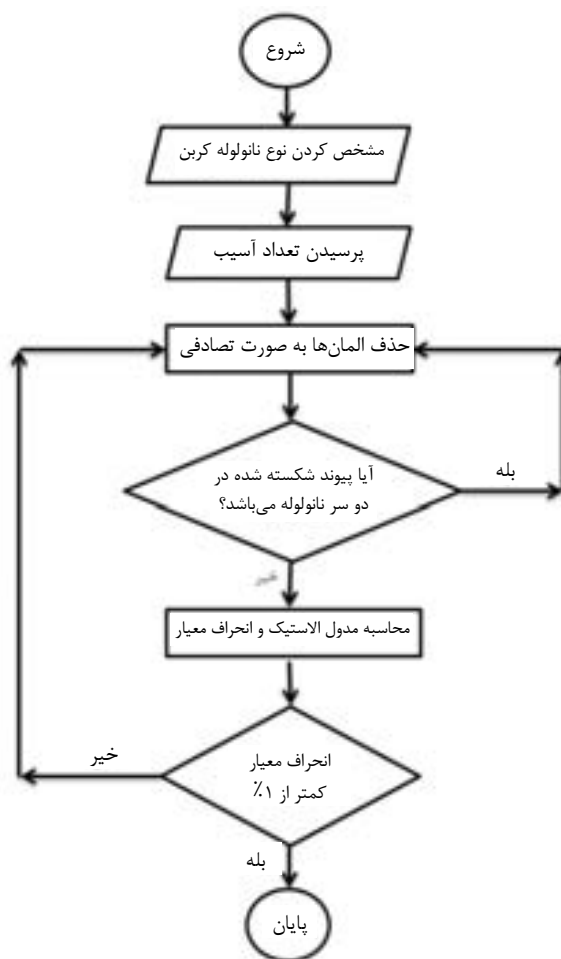 شروع
مشخص کردن نوع نانولوله کربن
پرسیدن تعداد آسیب
حذف المان‌ها به صورت تصادفی
آیا پیوند شکسته شده در
دو سر نانولوله می‌باشد؟
بله
خیر
محاسبه مدول الاستیک و انحراف معیار
انحراف معیار
کمتر از ۱٪
خیر
بله
پایان